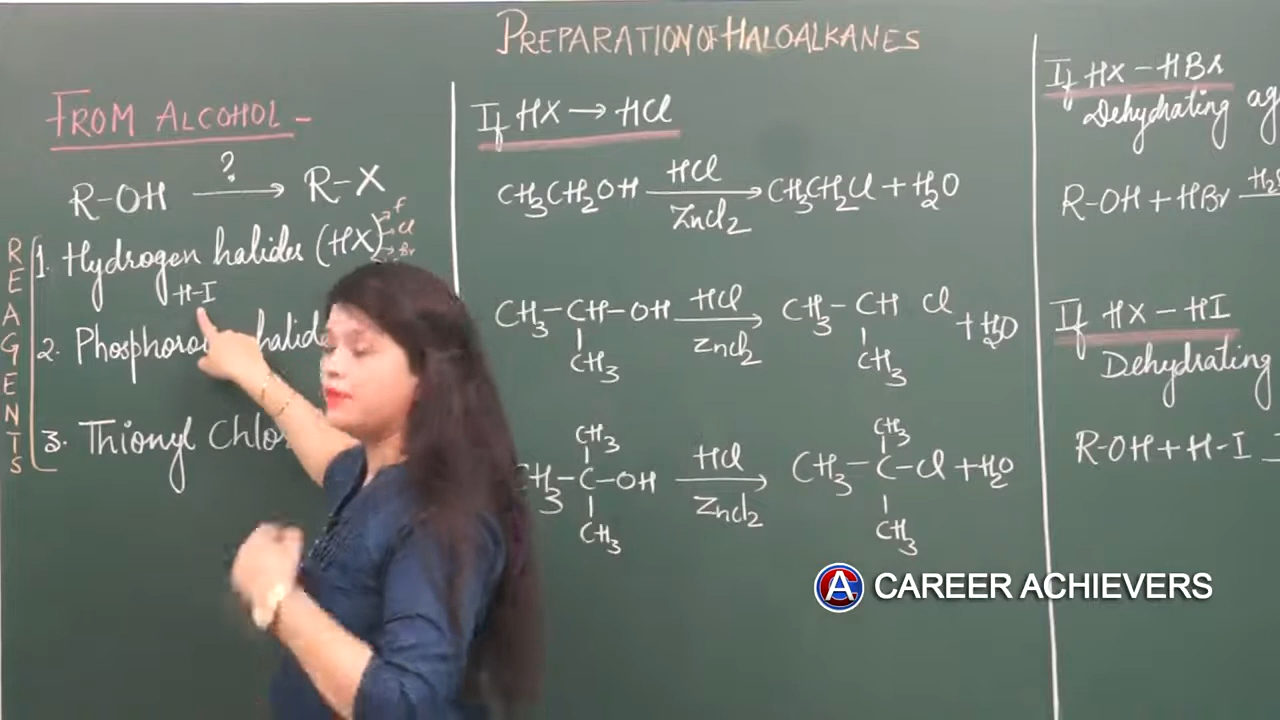 PREPARATION OF HALOALKANES
FROM ALCOHOL -
R-OH ? → R-X
REAGENTS
1. Hydrogen halides (HX) → F → Cl → Br
H-I
2.
3. Thionyl
If HX → HCl
CH₃CH₂OH HCl ZnCl₂ → CH₃CH₂Cl + H₂O
CH₃-CH-OH HCl ZnCl₂ → CH₃-CH Cl + H₂O
CH₃ CH₃
CH₃ CH₃
CH₃-C-OH HCl ZnCl₂ → CH₃-C-Cl + H₂O
CH₃ CH₃
If HX - HBr
Dehydrating
R-OH + HBr
If HX - HI
Dehydrating
R-OH + H-I
CA CAREER ACHIEVERS